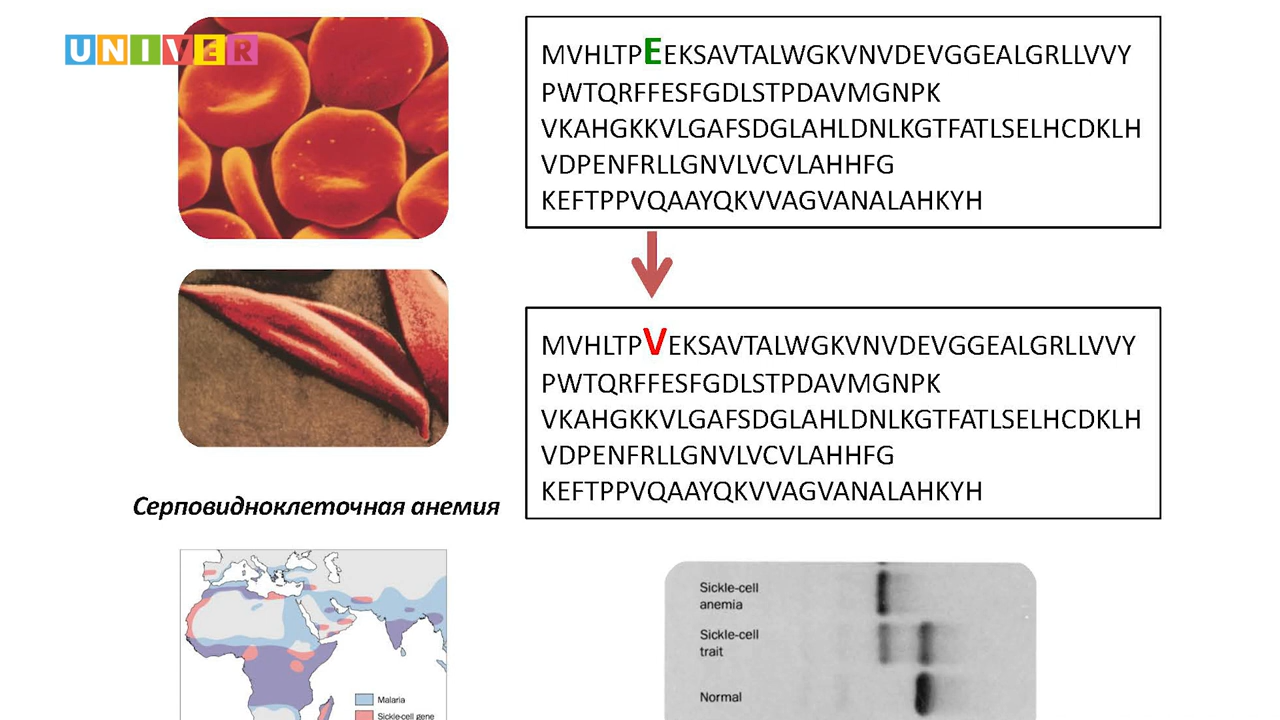 UNIVER
MVHLTPEEKSAVTALWGKVNVDEVGGEALGRLLVVY
PWTQRFFESFGDLSTPDAVMGNPK
VKAHGKKVLGAFSDGLAHLDNLKGTFATLSELHCDKLH
VDPENFRLLGNVLVCVLAHHFG
KEFTPPVQAAYQKVVAGVANALAHKYH
MVHLTPVEKSAVTALWGKVNVDEVGGEALGRLLVVY
PWTQRFFESFGDLSTPDAVMGNPK
VKAHGKKVLGAFSDGLAHLDNLKGTFATLSELHCDKLH
VDPENFRLLGNVLVCVLAHHFG
KEFTPPVQAAYQKVVAGVANALAHKYH
Серповидноклеточная анемия
Malaria
Sickle-cell gene
Sickle-cell
anemia
Sickle-cell
trait
Normal